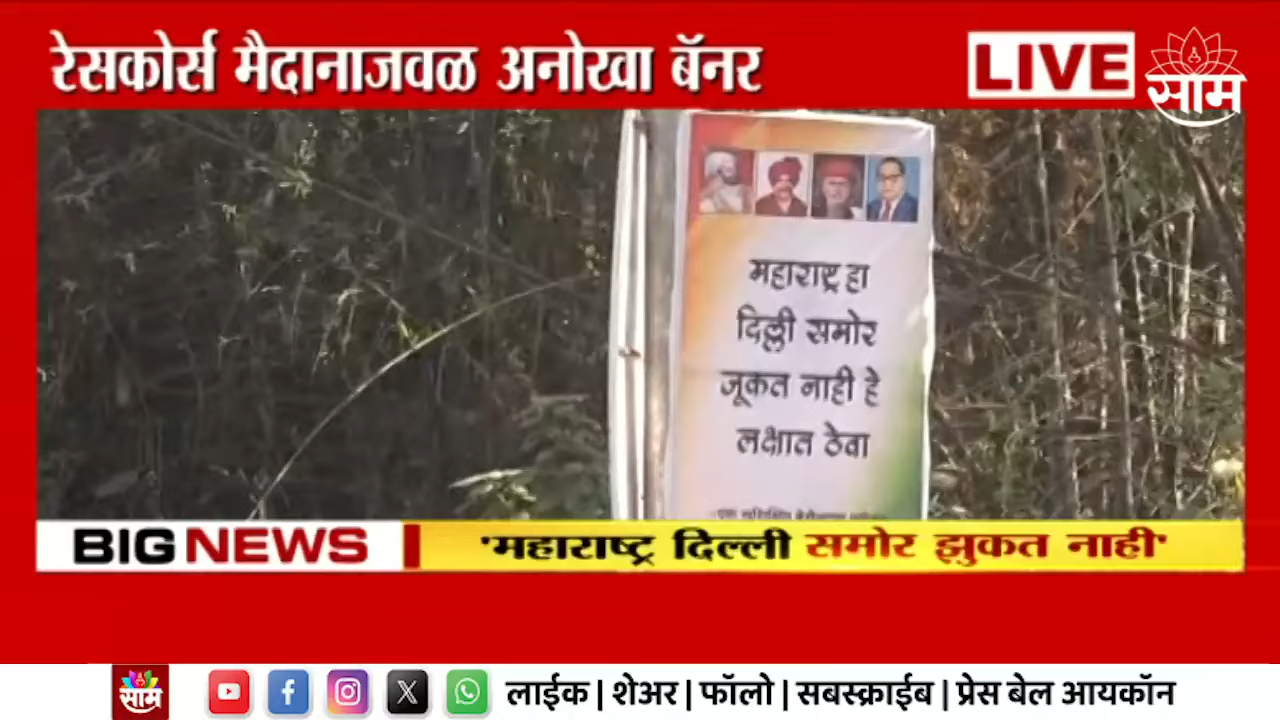 रेसकोर्स मैदानाजवळ अनोखा बॅनर
LIVE
साम
महाराष्ट्र हा
दिल्ली समोर
जूकत नाही हे
लक्षात ठेवा
BIG NEWS
'महाराष्ट्र दिल्ली समोर झुकत नाही'
साम
लाईक | शेअर | फॉलो | सबस्क्राईब | प्रेस बेल आयकॉन